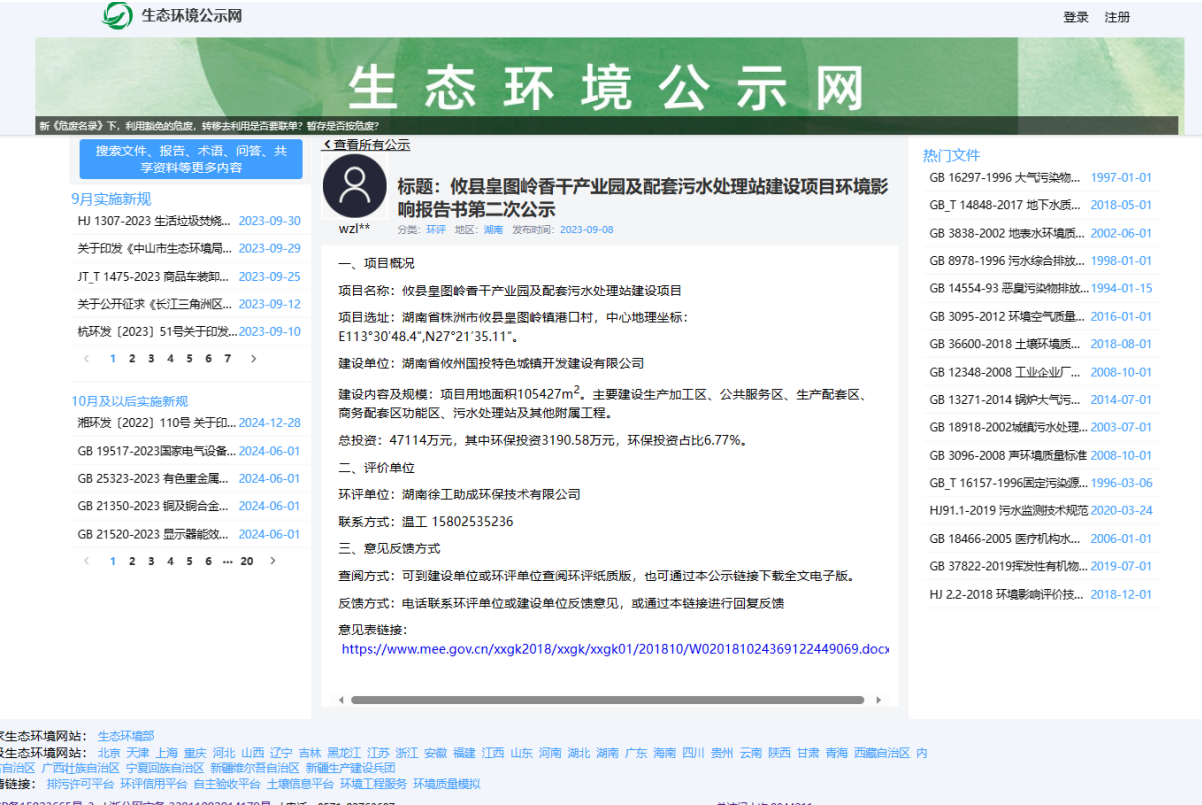 生态环境公示网
登录 注册
生态环境公示网
新《危废名录》下，利用豁免的危废，转移去利用是否要联单？暂存是否按危废？
搜索文件、报告、术语、问答、共
享资料等更多内容
9月实施新规
HJ 1307-2023 生活垃圾焚烧... 2023-09-30
关于印发《中山市生态环境局... 2023-09-29
JT_T 1475-2023 商品车装卸... 2023-09-25
关于公开征求《长江三角洲区... 2023-09-12
杭环发〔2023〕51号关于印发... 2023-09-10
< 1 2 3 4 5 6 7 >
10月及以后实施新规
湘环发〔2022〕110号 关于印... 2024-12-28
GB 19517-2023国家电气设备... 2024-06-01
GB 25323-2023 有色重金属... 2024-06-01
GB 21350-2023 铜及铜合金... 2024-06-01
GB 21520-2023 显示器能效... 2024-06-01
< 1 2 3 4 5 6 ··· 20 >
<查看所有公示
标题：攸县皇图岭香干产业园及配套污水处理站建设项目环境影
响报告书第二次公示
wzl**
分类：环评 地区：湖南 发布时间：2023-09-08
一、项目概况
项目名称：攸县皇图岭香干产业园及配套污水处理站建设项目
项目选址：湖南省株洲市攸县皇图岭镇港口村，中心地理坐标：
E113°30′48.4″,N27°21′35.11″。
建设单位：湖南省攸州国投特色城镇开发建设有限公司
建设内容及规模：项目用地面积105427m²。主要建设生产加工区、公共服务区、生产配套区、
商务配套区功能区、污水处理站及其他附属工程。
总投资：47114万元，其中环保投资3190.58万元，环保投资占比6.77%。
二、评价单位
环评单位：湖南徐工助成环保技术有限公司
联系方式：温工 15802535236
三、意见反馈方式
查阅方式：可到建设单位或环评单位查阅环评纸质版，也可通过本公示链接下载全文电子版。
反馈方式：电话联系环评单位或建设单位反馈意见，或通过本链接进行回复反馈
意见表链接：
https://www.mee.gov.cn/xxgk2018/xxgk/xxgk01/201810/W020181024369122449069.docx
热门文件
GB 16297-1996 大气污染物... 1997-01-01
GB_T 14848-2017 地下水质... 2018-05-01
GB 3838-2002 地表水环境质... 2002-06-01
GB 8978-1996 污水综合排放... 1998-01-01
GB 14554-93 恶臭污染物排放... 1994-01-15
GB 3095-2012 环境空气质量... 2016-01-01
GB 36600-2018 土壤环境质... 2018-08-01
GB 12348-2008 工业企业厂... 2008-10-01
GB 13271-2014 锅炉大气污... 2014-07-01
GB 18918-2002城镇污水处理... 2003-07-01
GB 3096-2008 声环境质量标准 2008-10-01
GB_T 16157-1996固定污染源... 1996-03-06
HJ91.1-2019 污水监测技术规范 2020-03-24
GB 18466-2005 医疗机构水... 2006-01-01
GB 37822-2019挥发性有机物... 2019-07-01
HJ 2.2-2018 环境影响评价技... 2018-12-01
家生态环境网站： 生态环境部
级生态环境网站： 北京 天津 上海 重庆 河北 山西 辽宁 吉林 黑龙江 江苏 浙江 安徽 福建 江西 山东 河南 湖北 湖南 广东 海南 四川 贵州 云南 陕西 甘肃 青海 西藏自治区 内
古自治区 广西壮族自治区 宁夏回族自治区 新疆维尔吾自治区 新疆生产建设兵团
情链接： 排污许可平台 环评信用平台 自主验收平台 土壤信息平台 环境工程服务 环境质量模拟